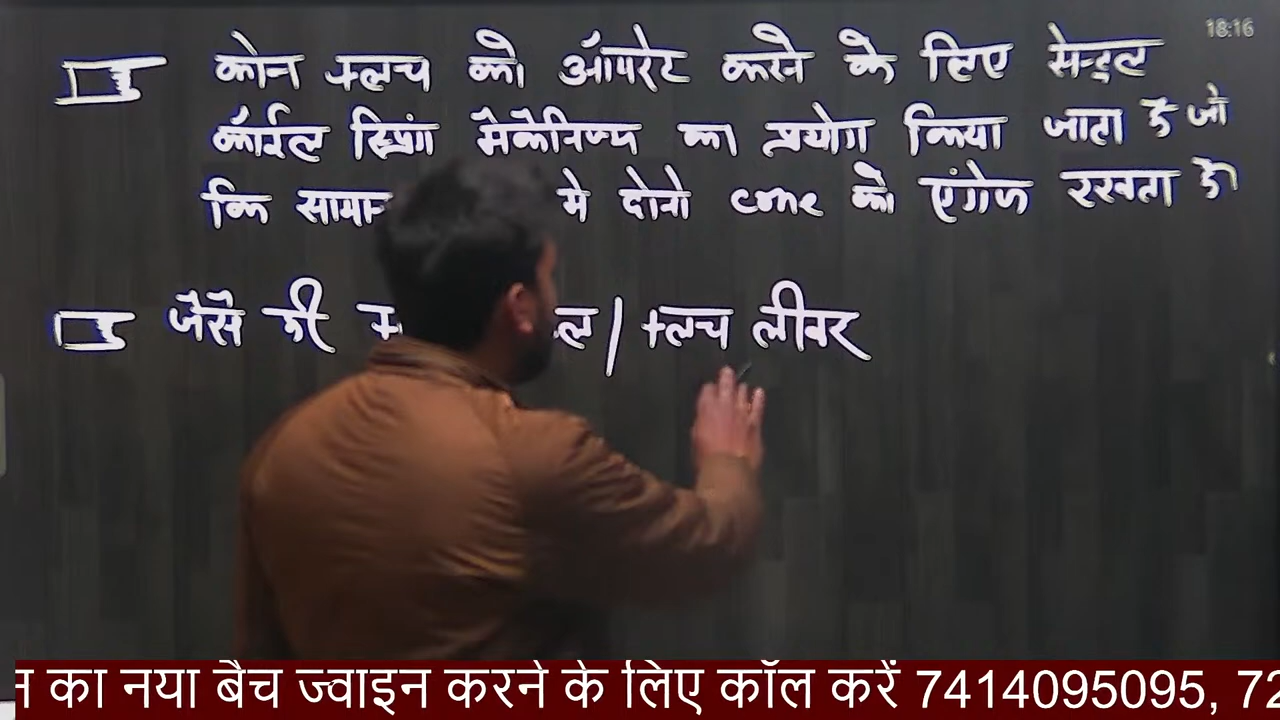 18:16
कोन क्लच को ऑपरेट करने के लिए सेन्ट्रल
कॉईल स्प्रिंग मैकेनिज्म का प्रयोग किया जाता है जो
कि में दोनो cone को एंगेज रखता है
जैसे ही / क्लच लीवर
का नया बैच ज्वाइन करने के लिए कॉल करें 7414095095, 72